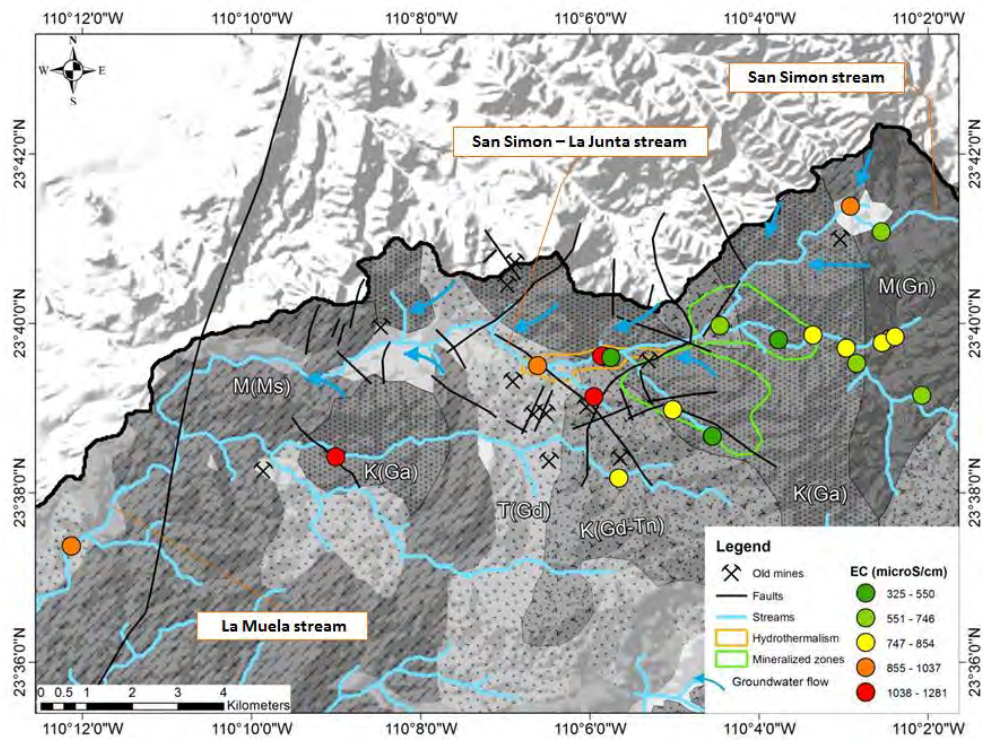 110°12'0"W 110°10'0"W 110°8'0"W 110°6'0"W 110°4'0"W 110°2'0"W
N
W E
S
San Simon stream
San Simon – La Junta stream
23°42'0"N 23°42'0"N
M(Gn)
23°40'0"N 23°40'0"N
M(Ms)
K(Ga)
23°38'0"N 23°38'0"N
T(Gd)
K(Gd-Tn)
K(Ga)
La Muela stream
23°36'0"N 23°36'0"N
Legend
Old mines
Faults
Streams
Hydrothermalism
Mineralized zones
Groundwater flow
EC (microS/cm)
325 - 550
551 - 746
747 - 854
855 - 1037
1038 - 1281
0 0.5 1 2 3 4
Kilometers
110°12'0"W 110°10'0"W 110°8'0"W 110°6'0"W 110°4'0"W 110°2'0"W